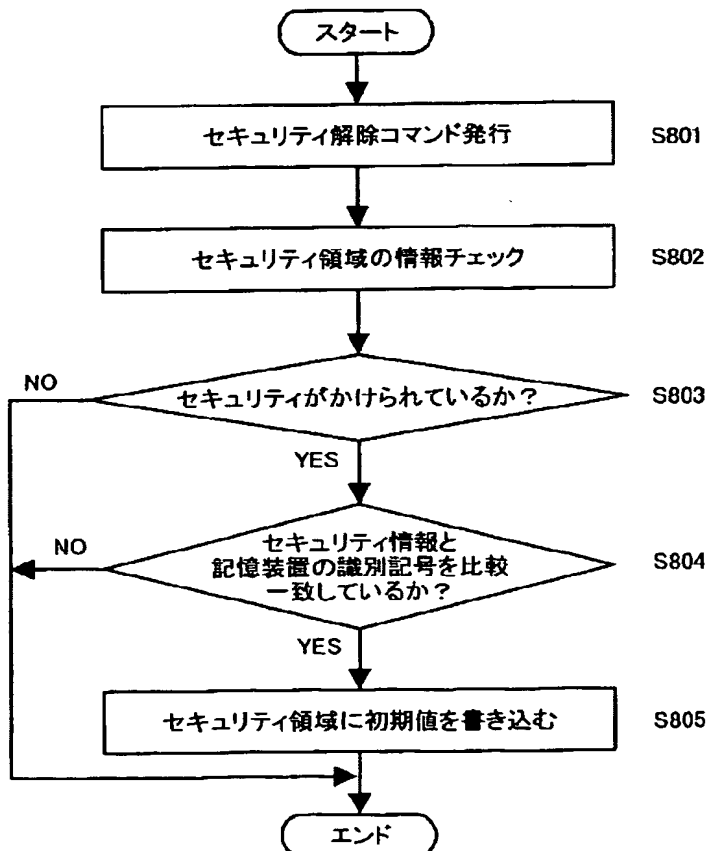 スタート
セキュリティ解除コマンド発行
S801
セキュリティ領域の情報チェック
S802
NO
セキュリティがかけられているか？
S803
YES
NO
セキュリティ情報と
記憶装置の識別記号を比較
一致しているか？
S804
YES
セキュリティ領域に初期値を書き込む
S805
エンド